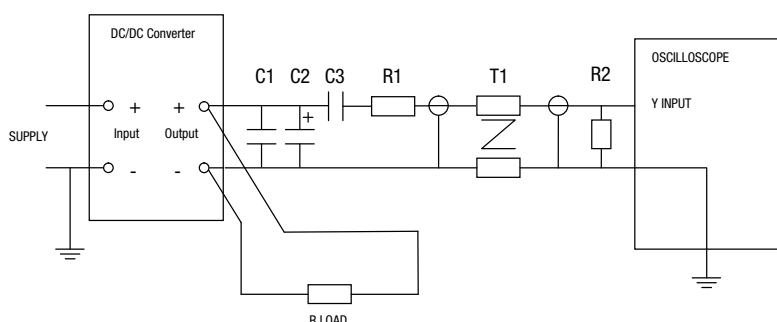 DC/DC Converter
OSCILLOSCOPE
C1 C2 C3 R1 T1 R2
+ + +
Input Output
Y INPUT
SUPPLY
- -
R LOAD